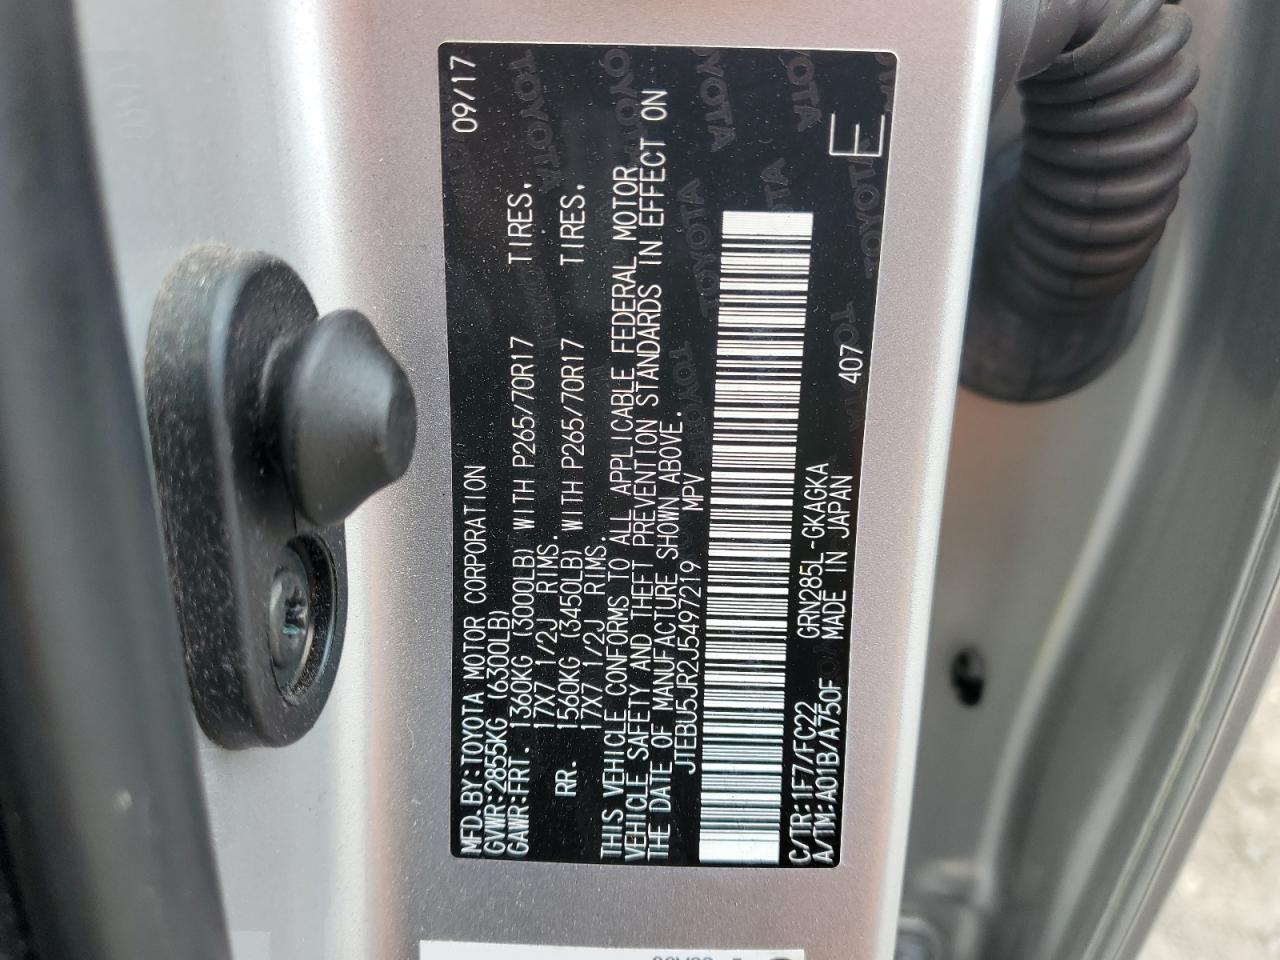 MFD.BY:TOYOTA MOTOR CORPORATION 09/17
GVWR:2855KG (6300LB)
GAWR:FRT. 1360KG (3000LB) WITH P265/70R17 TIRES.
17X7 1/2J RIMS.
RR. 1560KG (3450LB) WITH P265/70R17 TIRES.
17X7 1/2J RIMS.
THIS VEHICLE CONFORMS TO ALL APPLICABLE FEDERAL MOTOR
VEHICLE SAFETY AND THEFT PREVENTION STANDARDS IN EFFECT ON
THE DATE OF MANUFACTURE SHOWN ABOVE.
JTEBU5JR2J5497219 MPV
C/TR:1F7/FC22 GRN285L-GKAGKA 407
A/TM:A01B/A750F MADE IN JAPAN E